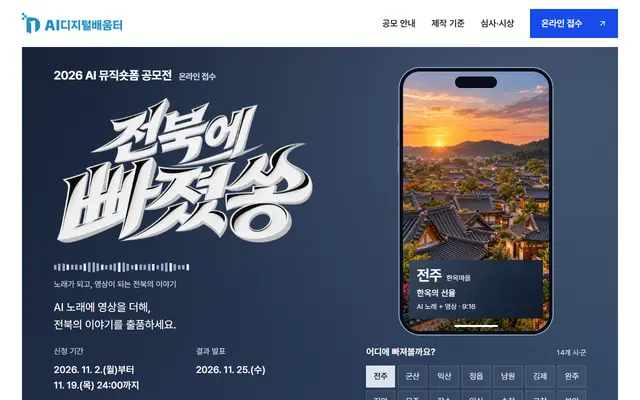 AI디지털배움터
공모 안내
제작 기준
심사·시상
온라인 접수
2026 AI 뮤직숏폼 공모전 온라인 접수
전북에
빠졌쏭
노래가 되고, 영상이 되는 전북의 이야기
AI 노래에 영상을 더해,
전북의 이야기를 출품하세요.
신청 기간
2026. 11. 2.(월)부터
11. 19.(목) 24:00까지
결과 발표
2026. 11. 25.(수)
전주 한옥마을
한옥의 선율
AI 노래 + 영상 · 9:16
어디에 빠져볼까요?
14개 시·군
전주
군산
익산
정읍
남원
김제
완주